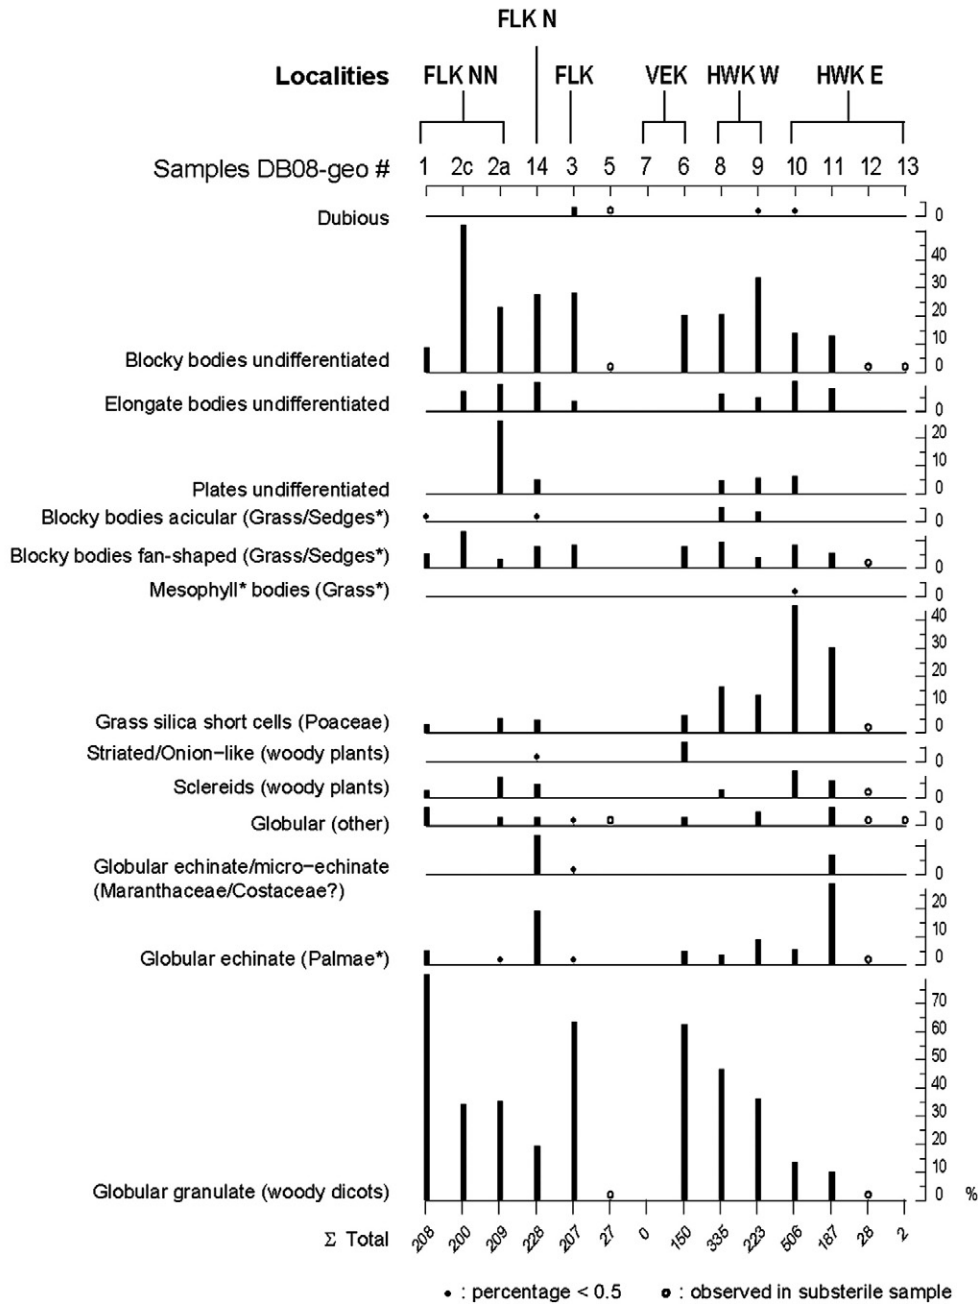 FLK N
Localities FLK NN FLK VEK HWK W HWK E
Samples DB08-geo # 1 2c 2a 14 3 5 7 6 8 9 10 11 12 13
Dubious 0
40
30
20
10
Blocky bodies undifferentiated 0
Elongate bodies undifferentiated 0
20
10
Plates undifferentiated 0
Blocky bodies acicular (Grass/Sedges*) 0
Blocky bodies fan-shaped (Grass/Sedges*) 0
Mesophyll* bodies (Grass*) 0
40
30
20
10
Grass silica short cells (Poaceae) 0
Striated/Onion-like (woody plants) 0
Sclereids (woody plants) 0
Globular (other) 0
Globular echinate/micro-echinate 0
(Maranthaceae/Costaceae?)
20
10
Globular echinate (Palmae*) 0
70
60
50
40
30
20
10
Globular granulate (woody dicots) 0 %
Σ Total 208 200 209 228 207 27 0 150 335 223 506 187 28 2
: percentage < 0.5 : observed in substerile sample